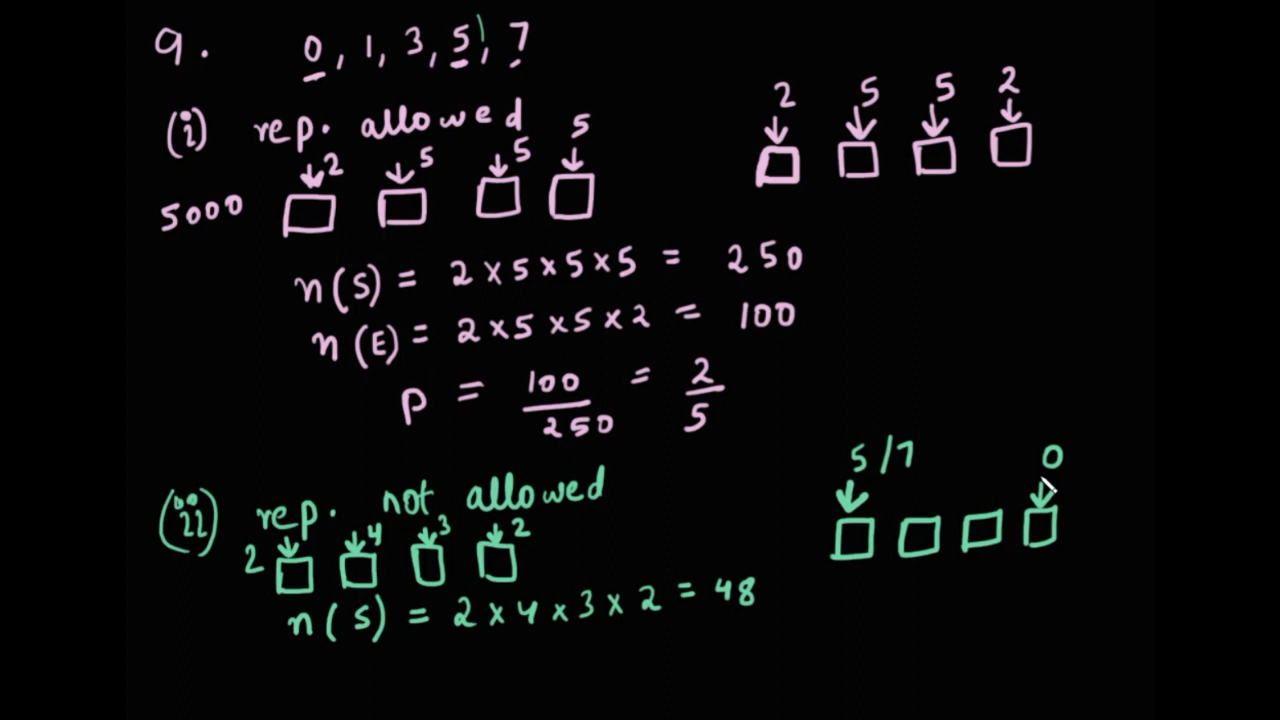 9. 0, 1, 3, 5, 7
(i) rep. allowed
2 5 5 5
2 5 5 2
5000
n(S) = 2 × 5 × 5 × 5 = 250
n(E) = 2 × 5 × 5 × 2 = 100
P = 100/250 = 2/5
(ii) rep. not allowed
5/7 0
2 4 3 2
n(S) = 2 × 4 × 3 × 2 = 48